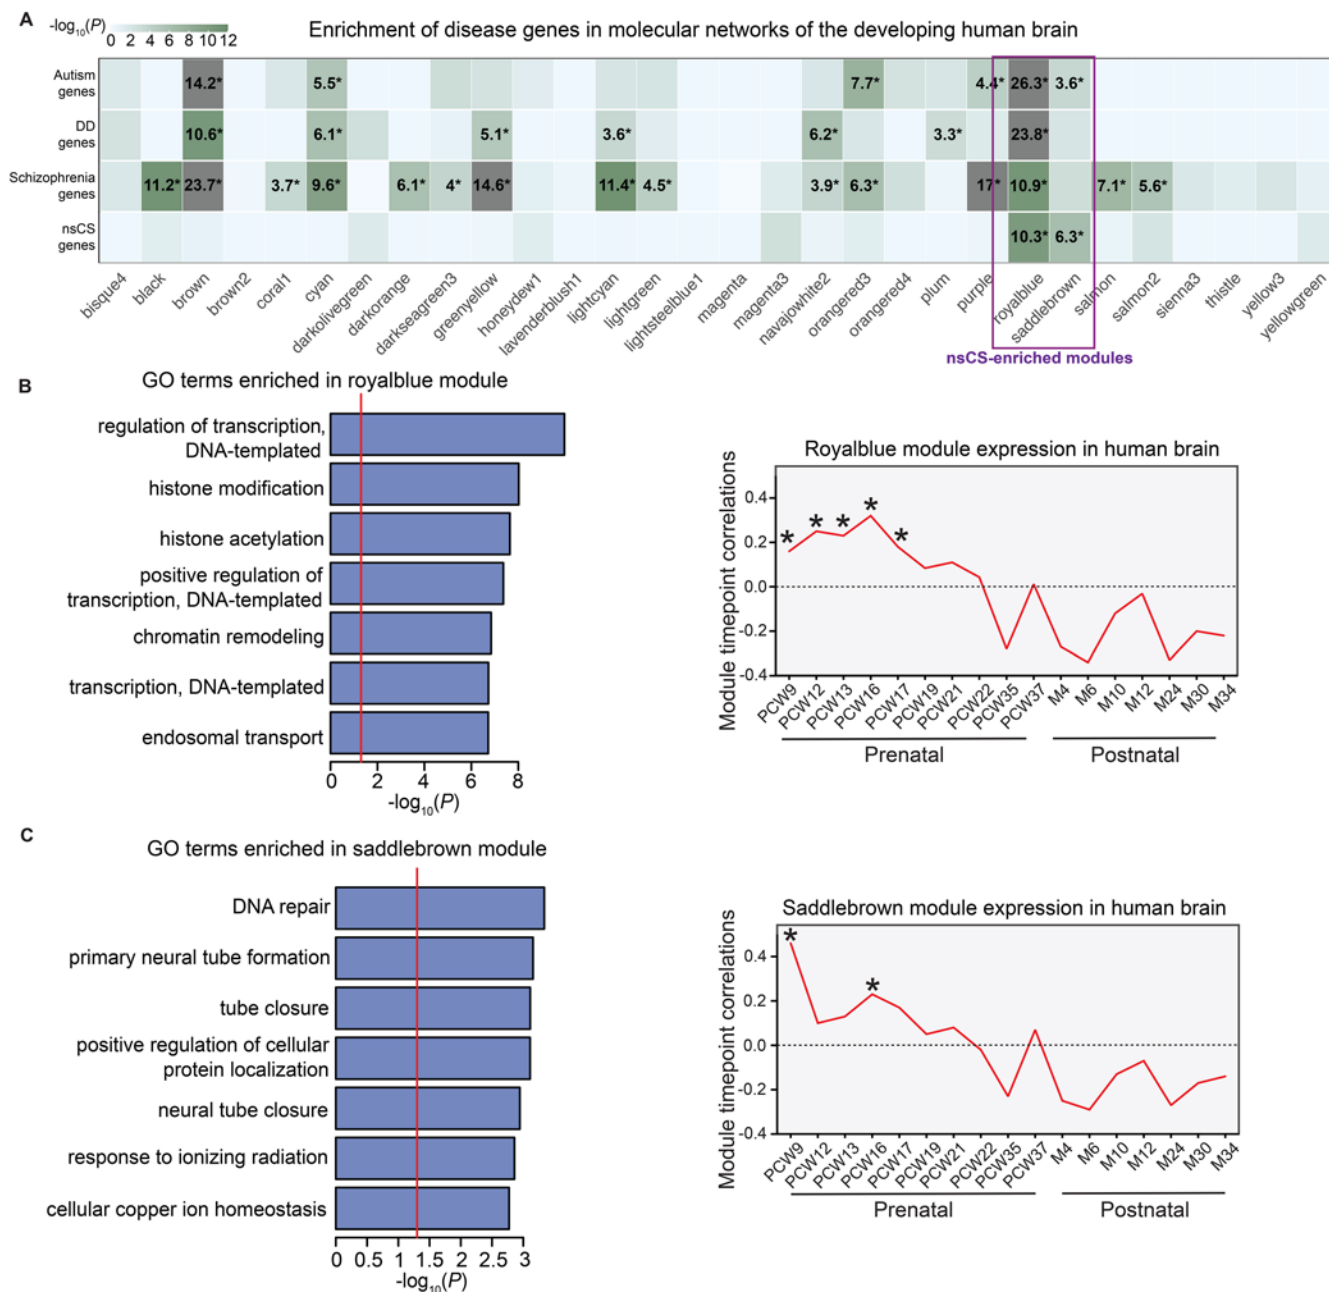 A
-log10(P)
0 2 4 6 8 10 12
Enrichment of disease genes in molecular networks of the developing human brain
Autism
genes
14.2* 5.5* 7.7* 4.4* 26.3* 3.6*
DD
genes
10.6* 6.1* 5.1* 3.6* 6.2* 3.3* 23.8*
Schizophrenia
genes
11.2* 23.7* 3.7* 9.6* 6.1* 4* 14.6* 11.4* 4.5* 3.9* 6.3* 17* 10.9* 7.1* 5.6*
nsCS
genes
10.3* 6.3*
bisque4
black
brown
brown2
coral1
cyan
darkolivegreen
darkorange
darkseagreen3
greenyellow
honeydew1
lavenderblush1
lightcyan
lightgreen
lightsteelblue1
magenta
magenta3
navajowhite2
orangered3
orangered4
plum
purple
royalblue
saddlebrown
salmon
salmon2
sienna3
thistle
yellow3
yellowgreen
nsCS-enriched modules
B
GO terms enriched in royalblue module
regulation of transcription,
DNA-templated
histone modification
histone acetylation
positive regulation of
transcription, DNA-templated
chromatin remodeling
transcription, DNA-templated
endosomal transport
0 2 4 6 8
-log10(P)
Royalblue module expression in human brain
Module timepoint correlations
0.4
0.2
0.0
-0.2
-0.4
* * * * *
PCW9
PCW12
PCW13
PCW16
PCW17
PCW19
PCW21
PCW22
PCW35
PCW37
M4
M6
M10
M12
M24
M30
M34
Prenatal
Postnatal
C
GO terms enriched in saddlebrown module
DNA repair
primary neural tube formation
tube closure
positive regulation of cellular
protein localization
neural tube closure
response to ionizing radiation
cellular copper ion homeostasis
0 0.5 1 1.5 2 2.5 3
-log10(P)
Saddlebrown module expression in human brain
Module timepoint correlations
0.4
0.2
0.0
-0.2
-0.4
* *
PCW9
PCW12
PCW13
PCW16
PCW17
PCW19
PCW21
PCW22
PCW35
PCW37
M4
M6
M10
M12
M24
M30
M34
Prenatal
Postnatal